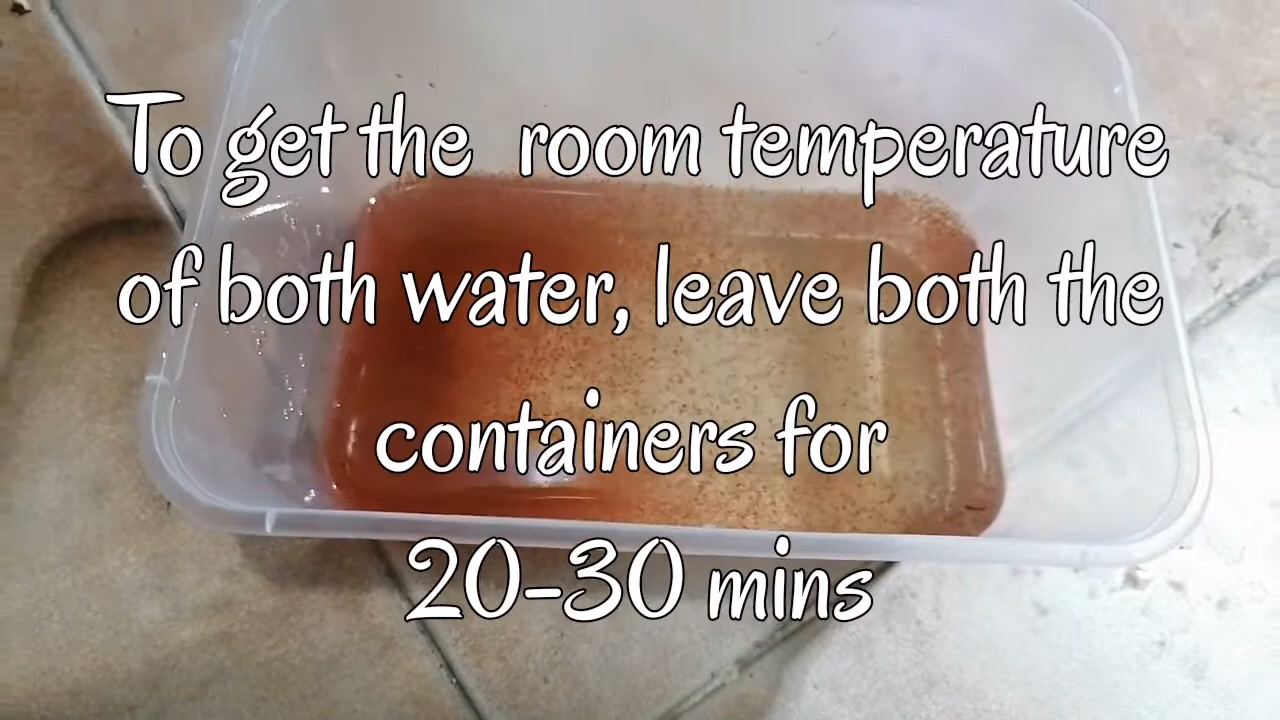 To get the room temperature
of both water, leave both the
containers for
20-30 mins